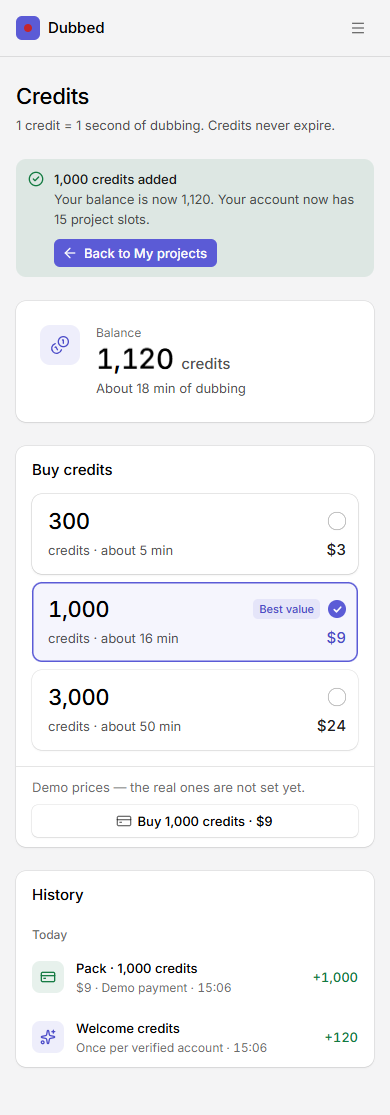 Dubbed
Credits
1 credit = 1 second of dubbing. Credits never expire.
1,000 credits added
Your balance is now 1,120. Your account now has
15 project slots.
Back to My projects
Balance
1,120 credits
About 18 min of dubbing
Buy credits
300
credits · about 5 min
$3
1,000
Best value
credits · about 16 min
$9
3,000
credits · about 50 min
$24
Demo prices — the real ones are not set yet.
Buy 1,000 credits · $9
History
Today
Pack · 1,000 credits
$9 · Demo payment · 15:06
+1,000
Welcome credits
Once per verified account · 15:06
+120